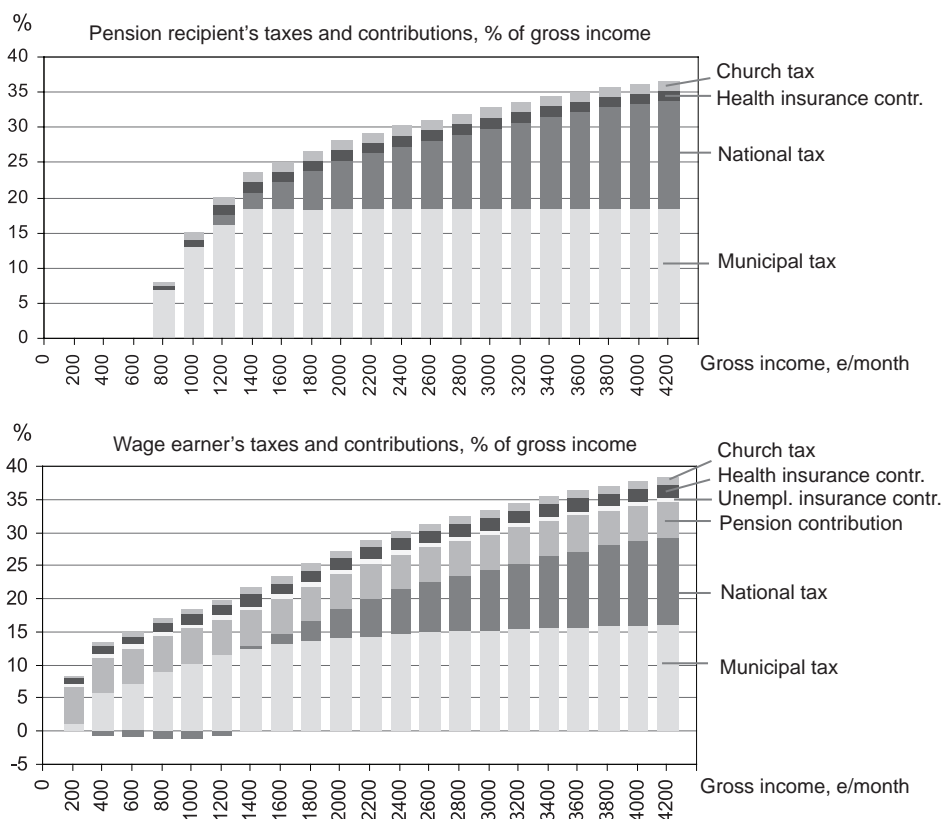 %
Pension recipient's taxes and contributions, % of gross income
40
35
30
25
20
15
10
5
0
Church tax
Health insurance contr.
National tax
Municipal tax
0 200 400 600 800 1000 1200 1400 1600 1800 2000 2200 2400 2600 2800 3000 3200 3400 3600 3800 4000 4200
Gross income, e/month
%
Wage earner's taxes and contributions, % of gross income
40
35
30
25
20
15
10
5
0
-5
Church tax
Health insurance contr.
Unempl. insurance contr.
Pension contribution
National tax
Municipal tax
0 200 400 600 800 1000 1200 1400 1600 1800 2000 2200 2400 2600 2800 3000 3200 3400 3600 3800 4000 4200
Gross income, e/month